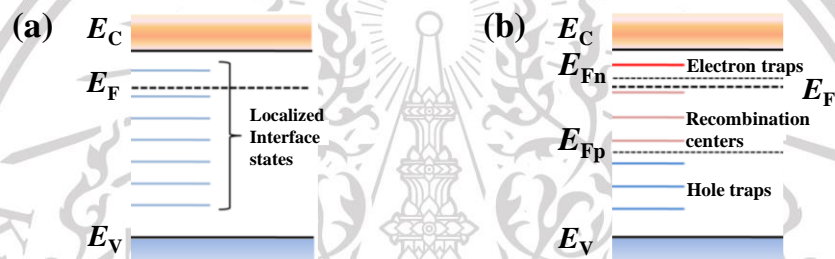 (a)
E_C
E_F
Localized
Interface
states
E_V
(b)
E_C
E_Fn
Electron traps
E_F
Recombination
centers
E_Fp
Hole traps
E_V